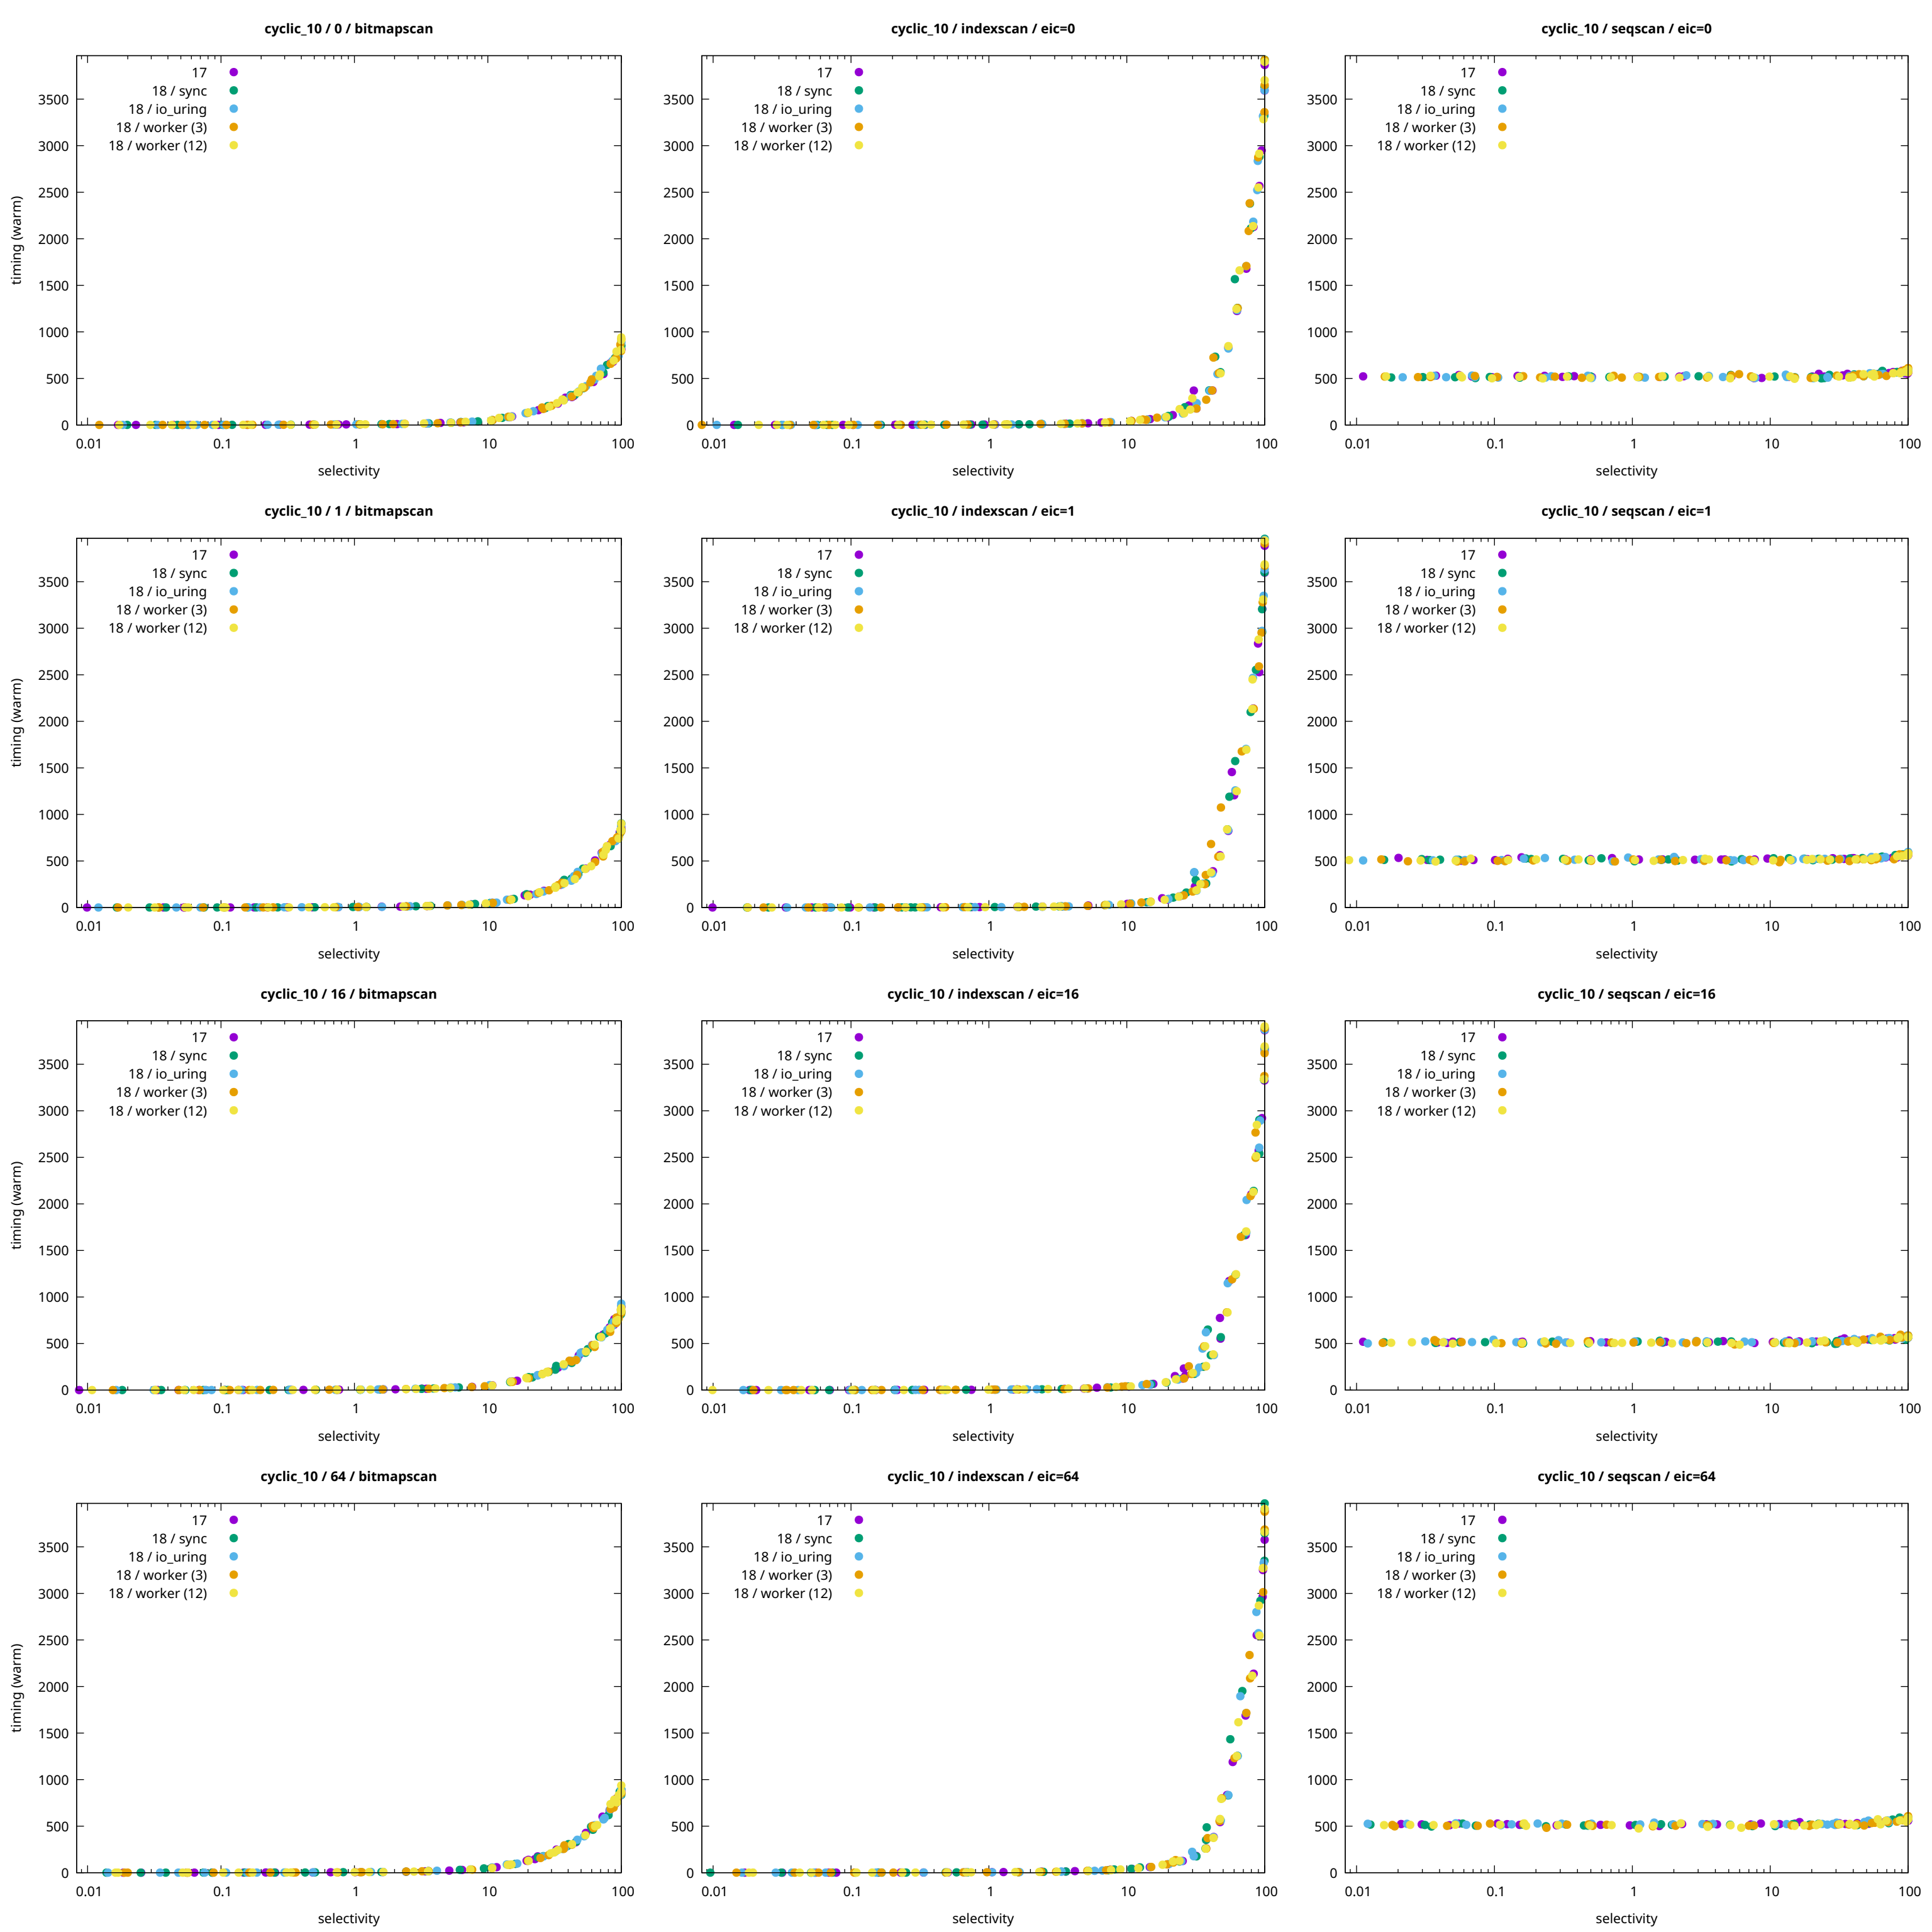 cyclic_10 / 0 / bitmapscan
timing (warm)
3500
3000
2500
2000
1500
1000
500
0
17
18 / sync
18 / io_uring
18 / worker (3)
18 / worker (12)
0.01 0.1 1 10 100
selectivity
cyclic_10 / indexscan / eic=0
3500
3000
2500
2000
1500
1000
500
0
17
18 / sync
18 / io_uring
18 / worker (3)
18 / worker (12)
0.01 0.1 1 10 100
selectivity
cyclic_10 / seqscan / eic=0
3500
3000
2500
2000
1500
1000
500
0
17
18 / sync
18 / io_uring
18 / worker (3)
18 / worker (12)
0.01 0.1 1 10 100
selectivity
cyclic_10 / 1 / bitmapscan
timing (warm)
3500
3000
2500
2000
1500
1000
500
0
17
18 / sync
18 / io_uring
18 / worker (3)
18 / worker (12)
0.01 0.1 1 10 100
selectivity
cyclic_10 / indexscan / eic=1
3500
3000
2500
2000
1500
1000
500
0
17
18 / sync
18 / io_uring
18 / worker (3)
18 / worker (12)
0.01 0.1 1 10 100
selectivity
cyclic_10 / seqscan / eic=1
3500
3000
2500
2000
1500
1000
500
0
17
18 / sync
18 / io_uring
18 / worker (3)
18 / worker (12)
0.01 0.1 1 10 100
selectivity
cyclic_10 / 16 / bitmapscan
timing (warm)
3500
3000
2500
2000
1500
1000
500
0
17
18 / sync
18 / io_uring
18 / worker (3)
18 / worker (12)
0.01 0.1 1 10 100
selectivity
cyclic_10 / indexscan / eic=16
3500
3000
2500
2000
1500
1000
500
0
17
18 / sync
18 / io_uring
18 / worker (3)
18 / worker (12)
0.01 0.1 1 10 100
selectivity
cyclic_10 / seqscan / eic=16
3500
3000
2500
2000
1500
1000
500
0
17
18 / sync
18 / io_uring
18 / worker (3)
18 / worker (12)
0.01 0.1 1 10 100
selectivity
cyclic_10 / 64 / bitmapscan
timing (warm)
3500
3000
2500
2000
1500
1000
500
0
17
18 / sync
18 / io_uring
18 / worker (3)
18 / worker (12)
0.01 0.1 1 10 100
selectivity
cyclic_10 / indexscan / eic=64
3500
3000
2500
2000
1500
1000
500
0
17
18 / sync
18 / io_uring
18 / worker (3)
18 / worker (12)
0.01 0.1 1 10 100
selectivity
cyclic_10 / seqscan / eic=64
3500
3000
2500
2000
1500
1000
500
0
17
18 / sync
18 / io_uring
18 / worker (3)
18 / worker (12)
0.01 0.1 1 10 100
selectivity